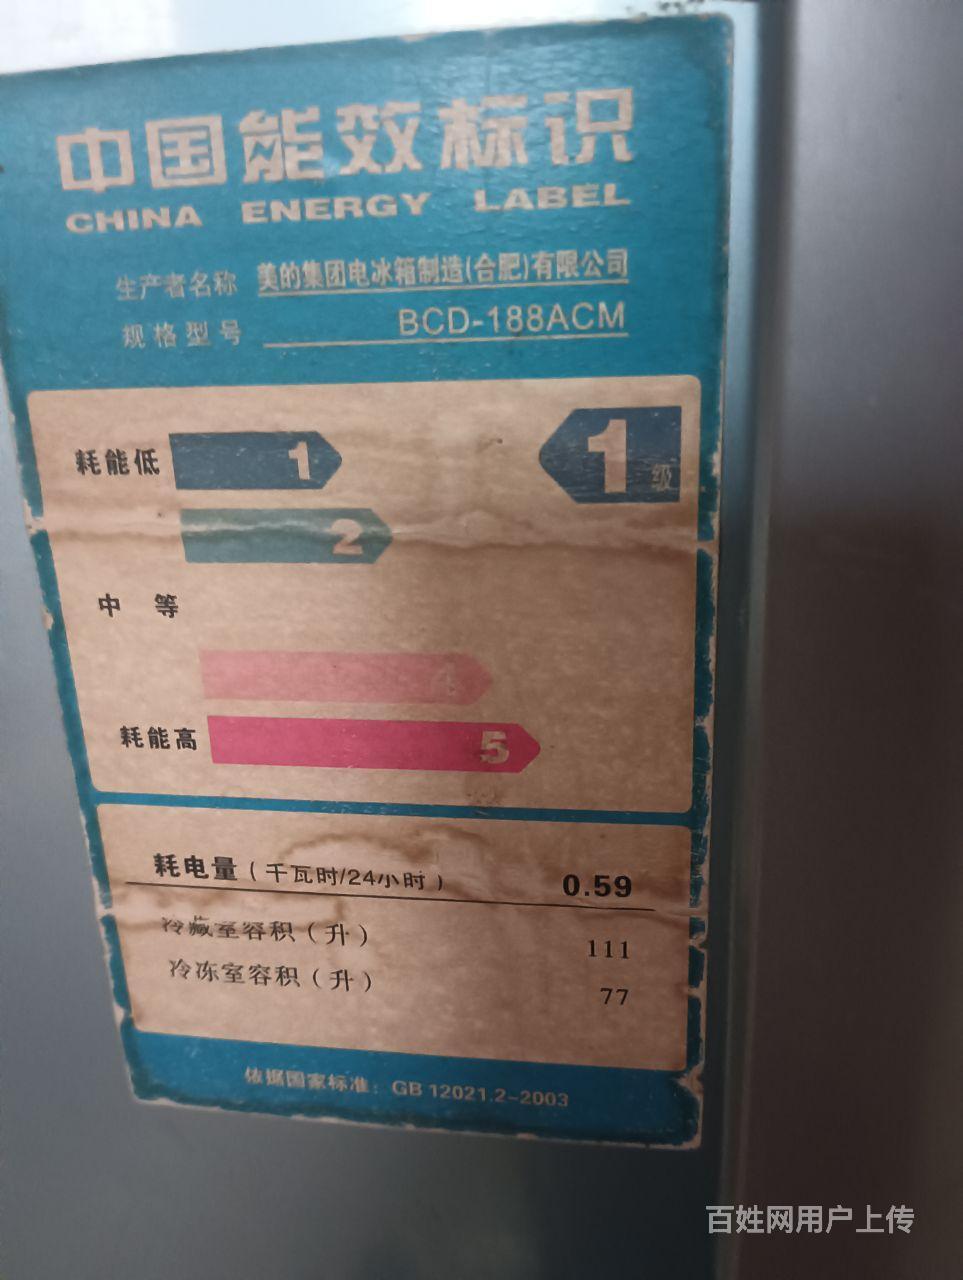 中国能效标识
CHINA ENERGY LABEL
生产者名称 美的集团电冰箱制造(合肥)有限公司
规格型号 BCD-188ACM
耗能低 1 1级
2
中 等
4
耗能高 5
耗电量(千瓦时/24小时) 0.59
冷藏室容积(升) 111
冷冻室容积(升) 77
依据国家标准: GB 12021.2-2003
百姓网用户上传